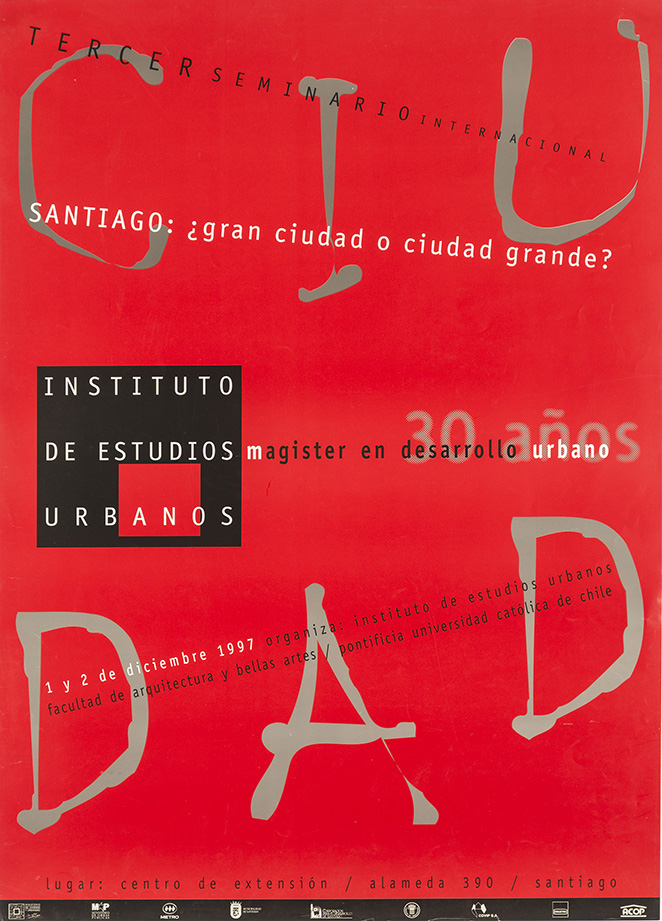 CIU
TERCER SEMINARIO INTERNACIONAL
SANTIAGO: ¿gran ciudad o ciudad grande?
INSTITUTO
DE ESTUDIOS
URBANOS
30 años
magister en desarrollo urbano
DAD
1 y 2 de diciembre 1997 organiza: instituto de estudios urbanos
facultad de arquitectura y bellas artes / pontificia universidad católica de chile
lugar: centro de extensión / alameda 390 / santiago
METRO